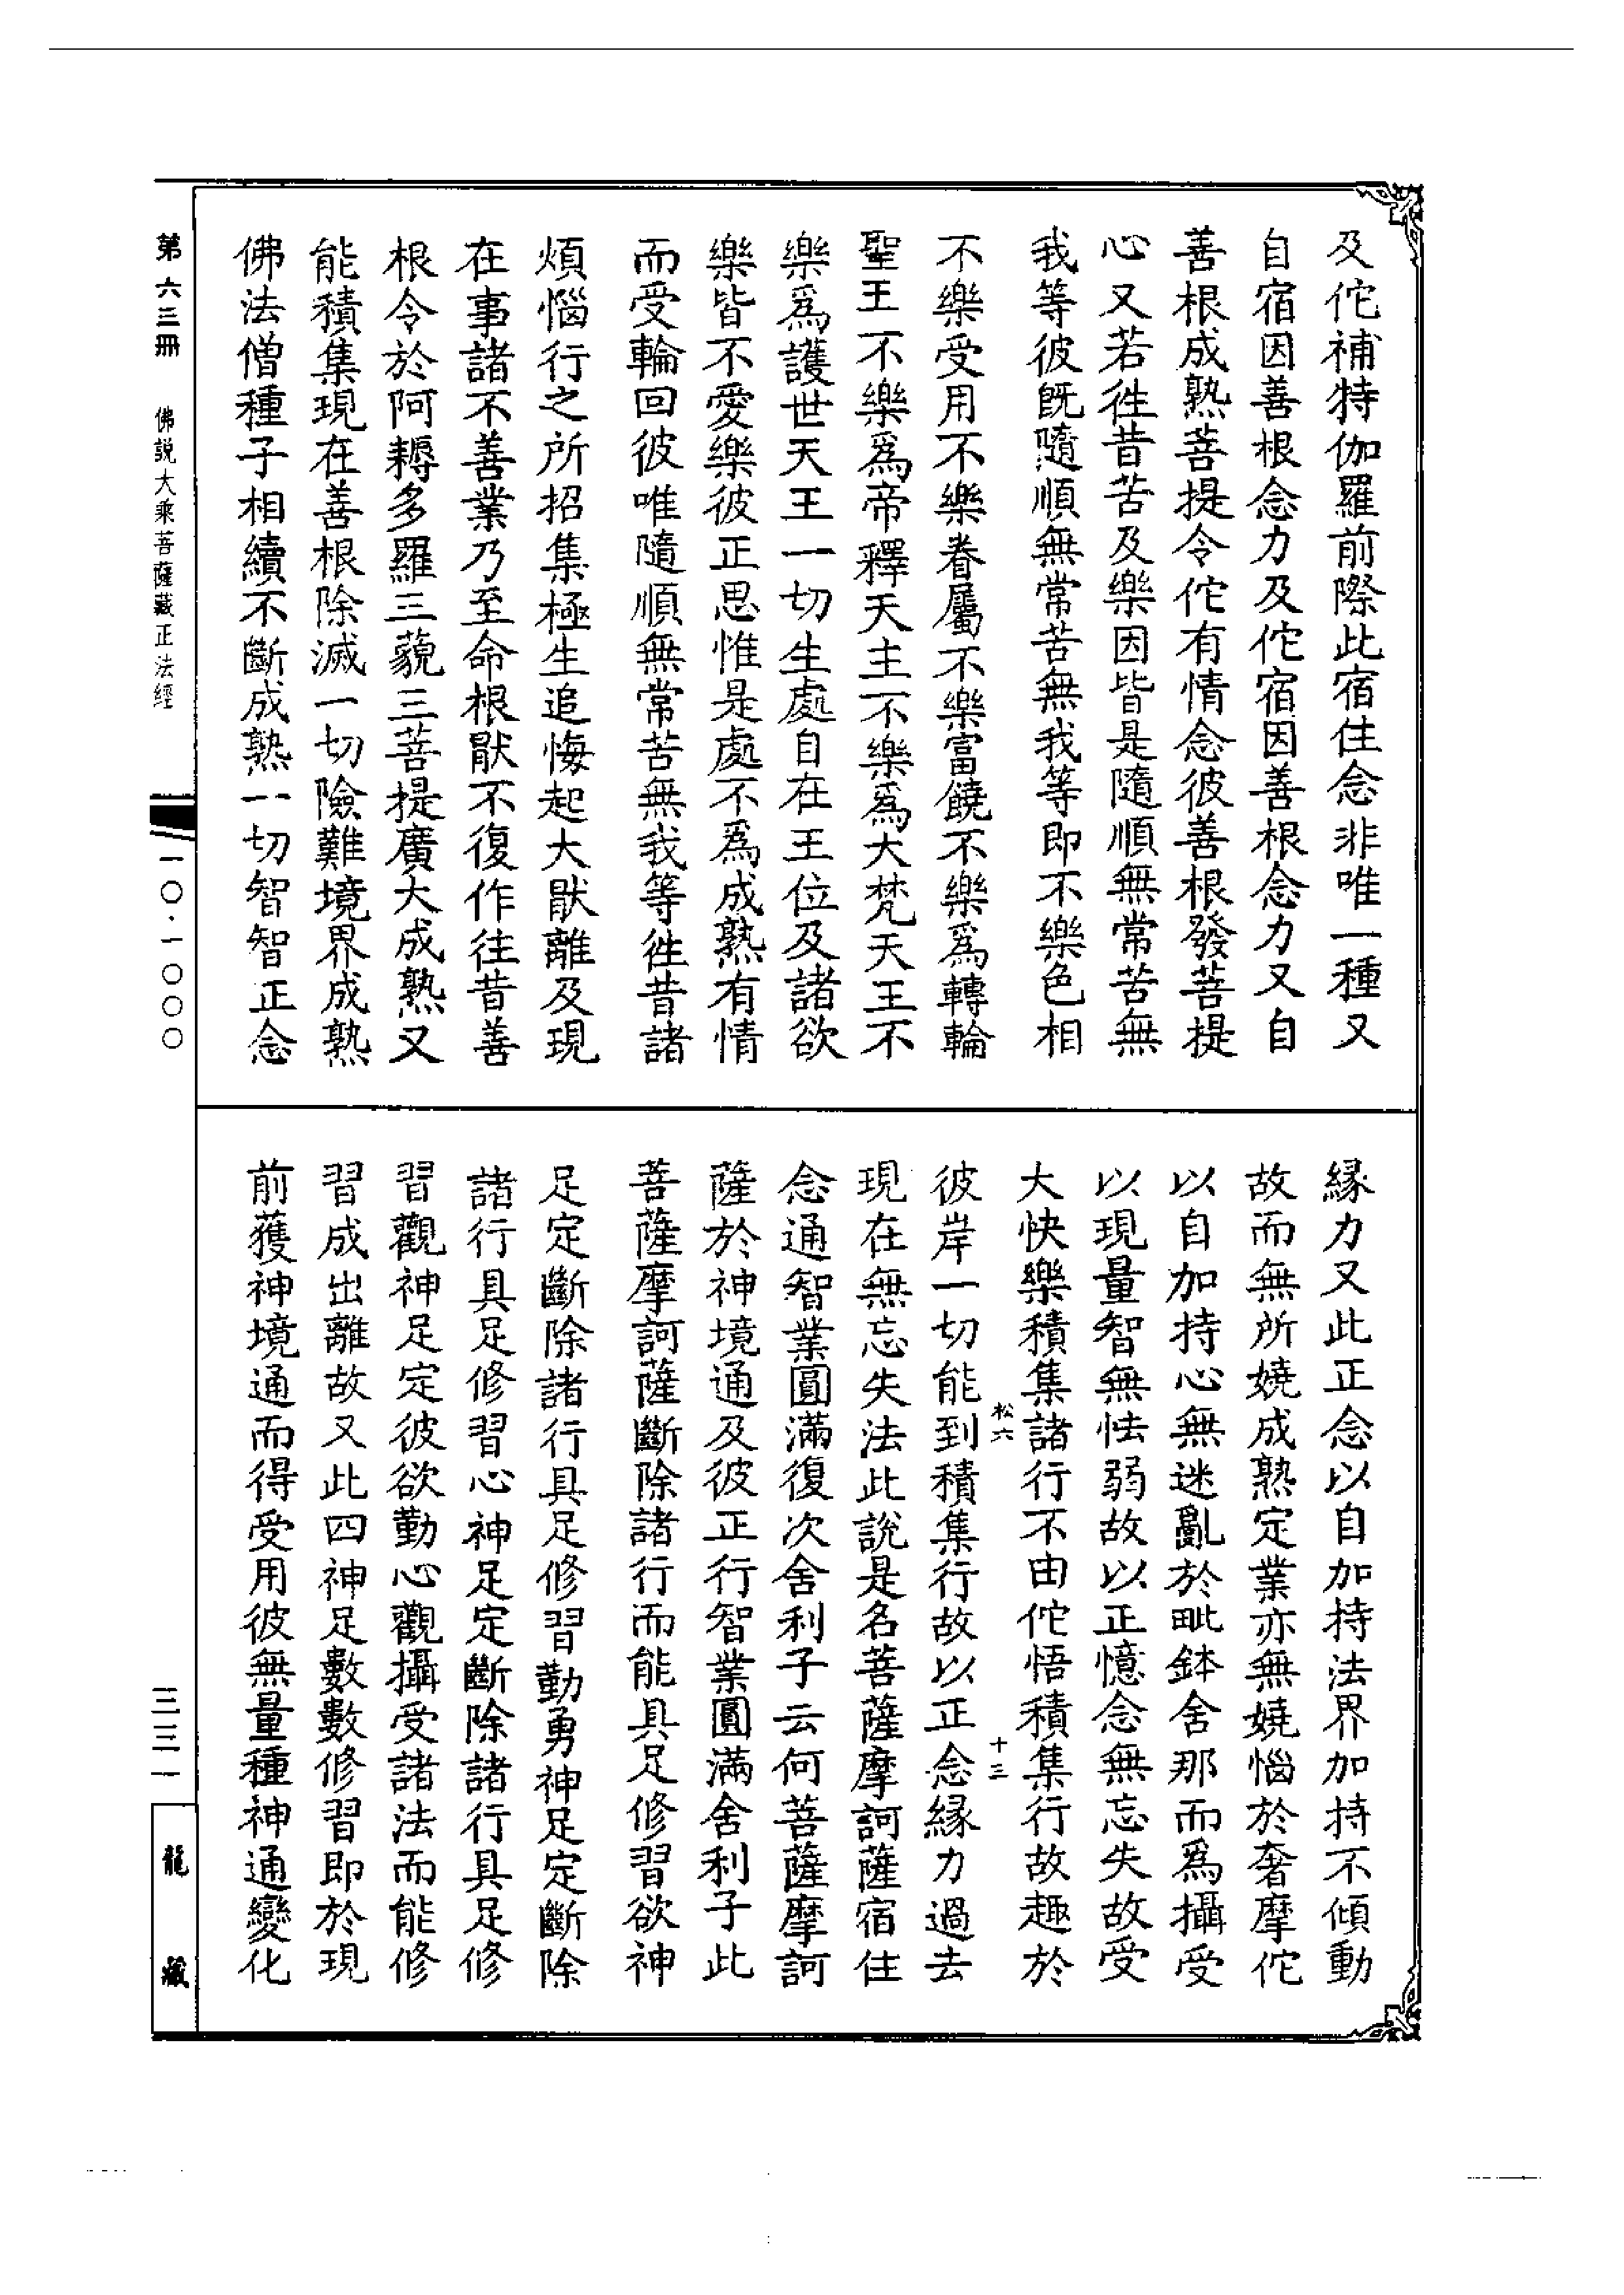 及佗補特伽羅前際此宿住念非唯一種又
自宿因善根念力及佗宿因善根念力又自
善根成熟菩提令佗有情念彼善根發菩提
心又若徃昔苦及樂因皆是隨順無常苦無
我等彼既隨順無常苦無我等即不樂色相
不樂受用不樂眷屬不樂富饒不樂爲轉輪
聖王不樂爲帝釋天主不樂爲大梵天王不
樂爲護世天王一切生處自在王位及諸欲
樂皆不愛樂彼正思惟是處不爲成熟有情
而受輪回彼唯隨順無常苦無我等徃昔諸
煩惱行之所招集極生追悔起大猒離及現
在事諸不善業乃至命根猒不復作往昔善
根令於阿耨多羅三藐三菩提廣大成熟又
能積集現在善根除滅一切險難境界成熟
佛法僧種子相續不斷成熟一切智智正念
緣力又此正念以自加持法界加持不傾動
故而無所嬈成熟定業亦無嬈惱於奢摩佗
以自加持心無迷亂於毗鉢舍那而爲攝受
以現量智無怯弱故以正憶念無忘失故受
大快樂積集諸行不由佗悟積集行故趣於
松六
十三
彼岸一切能到積集行故以正念緣力過去
現在無忘失法此說是名菩薩摩訶薩宿住
念通智業圓滿復次舍利子云何菩薩摩訶
薩於神境通及彼正行智業圓滿舍利子此
菩薩摩訶薩斷除諸行而能具足修習欲神
足定斷除諸行具足修習勤勇神足定斷除
諸行具足修習心神足定斷除諸行具足修
習觀神足定彼欲勤心觀攝受諸法而能修
習成出離故又此四神足數數修習即於現
前獲神境通而得受用彼無量種神通變化
第六三冊
佛說大乘菩薩藏正法經
一〇·一〇〇〇
三三一
龍藏